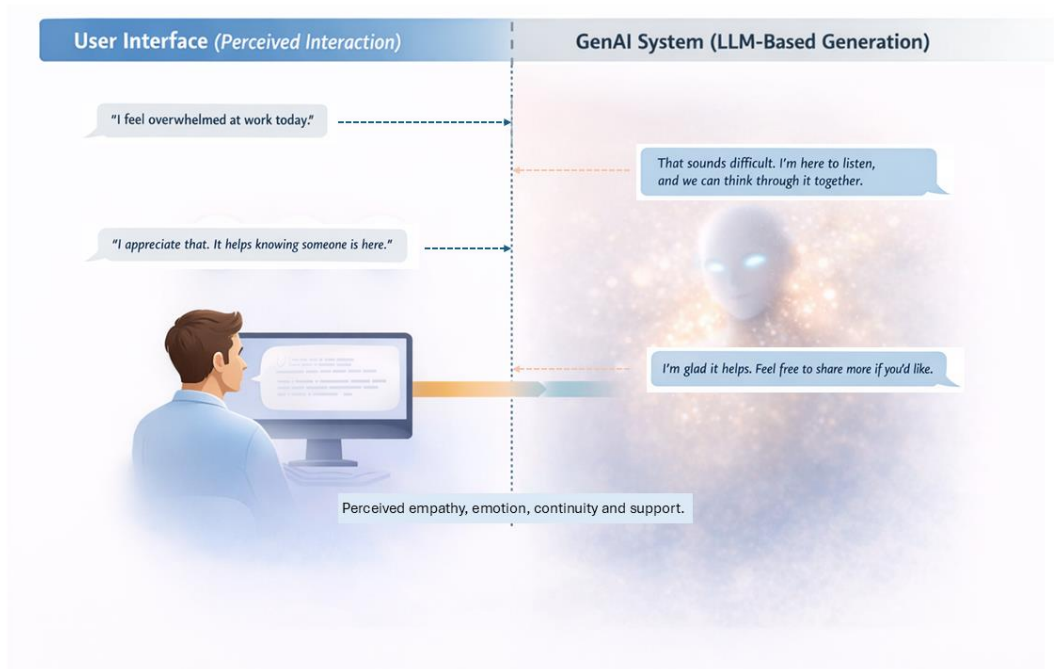 User Interface (Perceived Interaction)
GenAI System (LLM-Based Generation)
"I feel overwhelmed at work today."
That sounds difficult. I'm here to listen,
and we can think through it together.
"I appreciate that. It helps knowing someone is here."
I'm glad it helps. Feel free to share more if you'd like.
Perceived empathy, emotion, continuity and support.